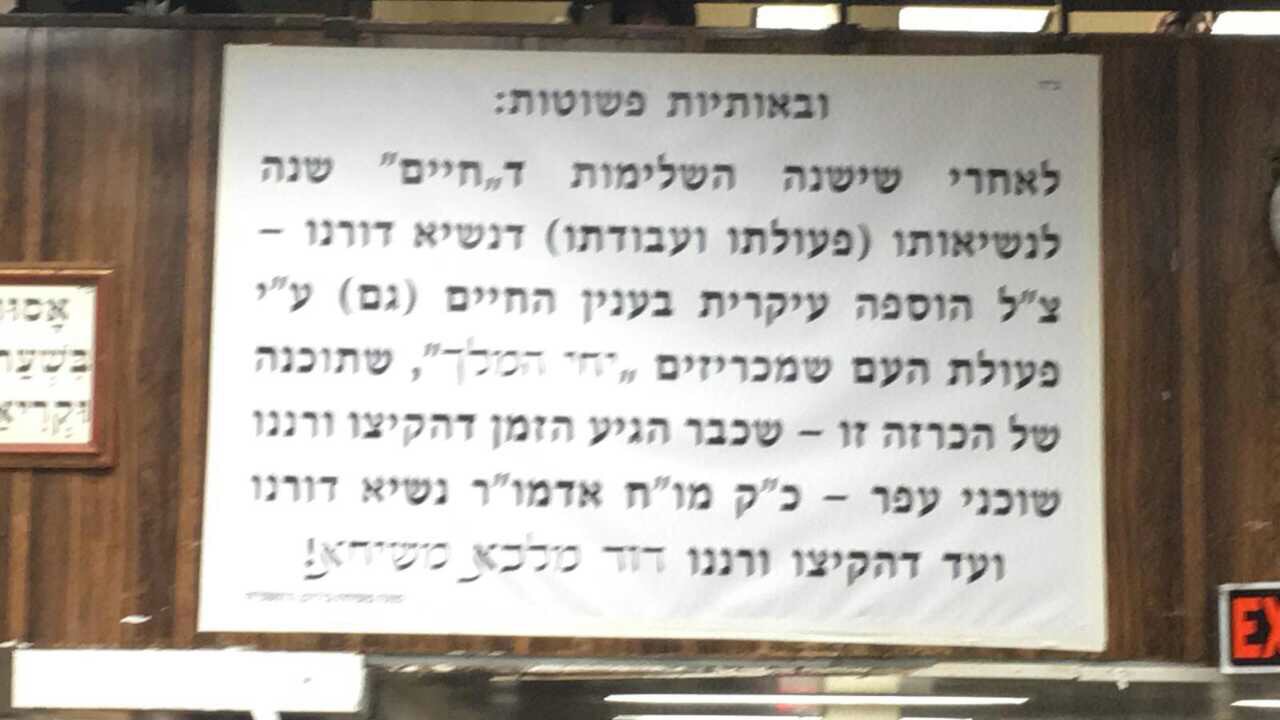 ב״ה
ובאותיות פשוטות:
לאחרי שישנה השלימות ד„חיים" שנה
לנשיאותו (פעולתו ועבודתו) דנשיא דורנו –
צ"ל הוספה עיקרית בענין החיים (גם) ע"י
פעולת העם שמכריזים „יחי המלך", שתוכנה
של הכרזה זו – שכבר הגיע הזמן דהקיצו ורננו
שוכני עפר – כ"ק מו"ח אדמו"ר נשיא דורנו
ועד דהקיצו ורננו דוד מלכא משיחא!
EX